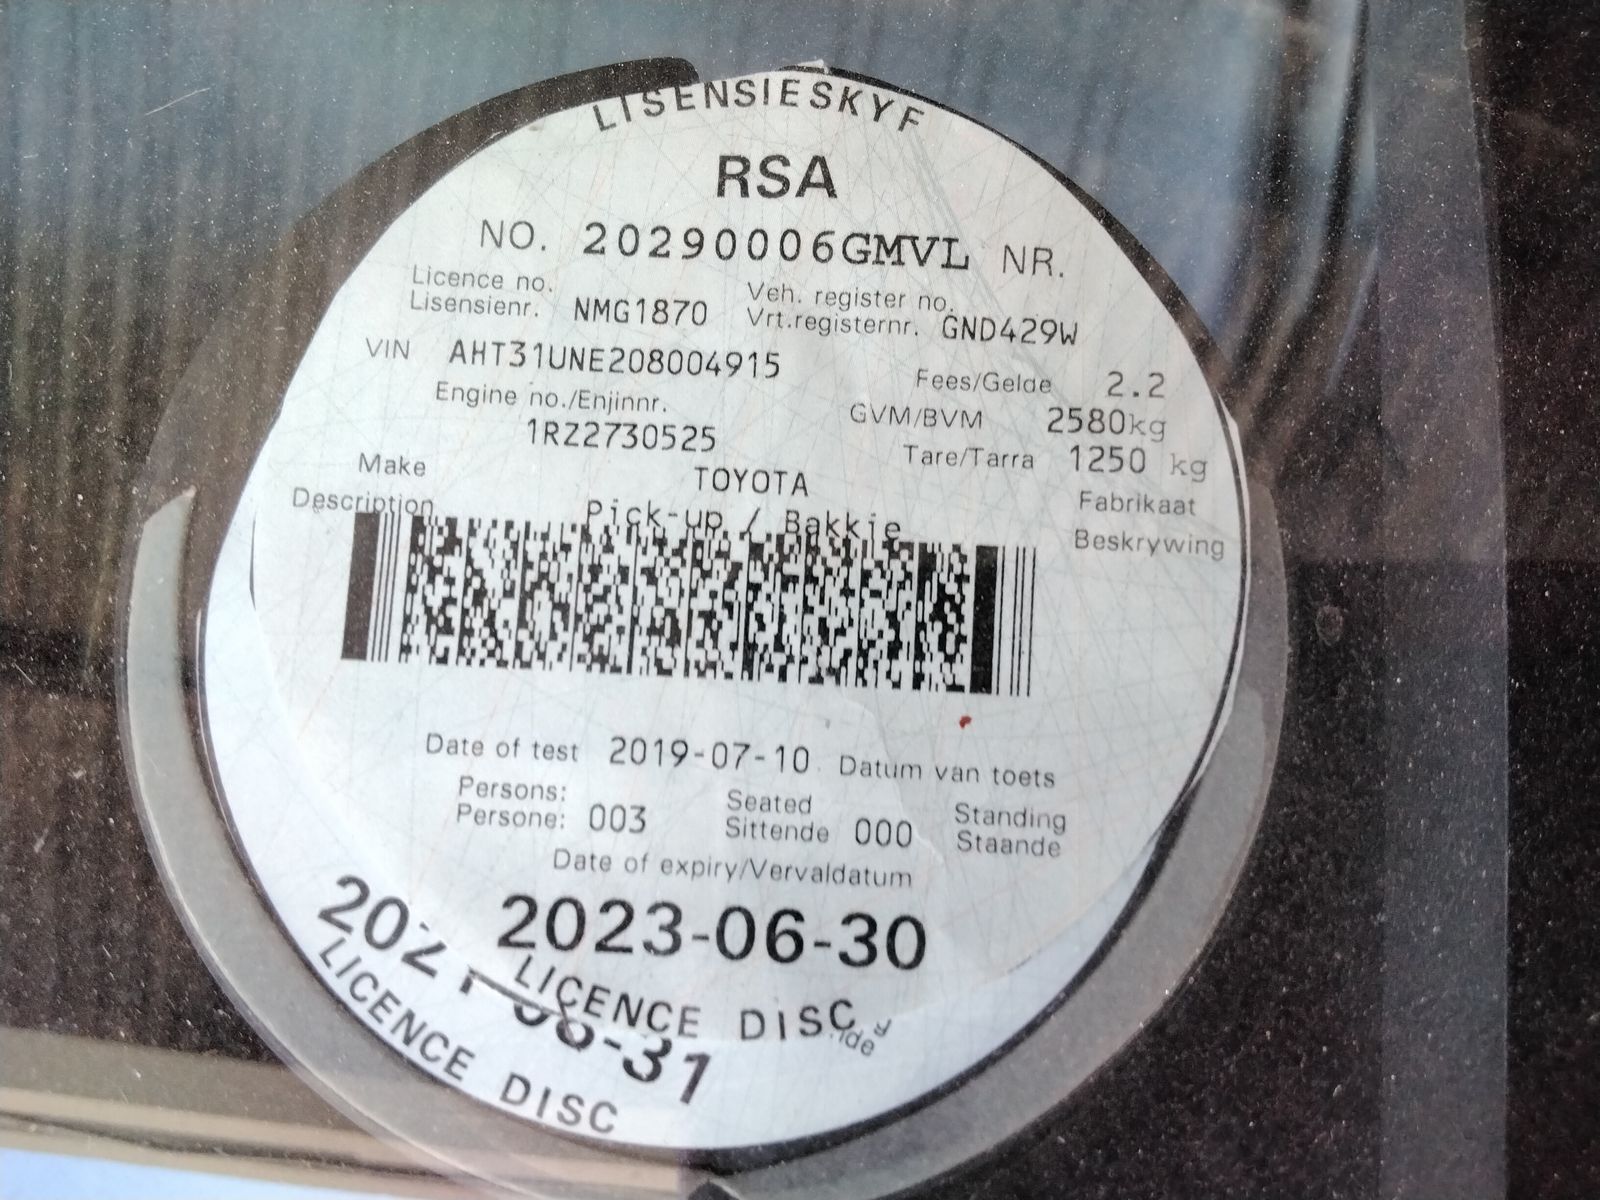 LISENSIESKYF
RSA
NO. 20290006GMVL NR.
Licence no. Veh. register no.
Lisensienr. NMG1870 Vrt.registernr. GND429W
VIN AHT31UNE208004915 Fees/Gelde 2.2
Engine no./Enjinnr. GVM/BVM 2580kg
1RZ2730525 Tare/Tarra 1250 kg
Make TOYOTA Fabrikaat
Description Pick-up / Bakkie Beskrywing
Date of test 2019-07-10 Datum van toets
Persons: Seated Standing
Persone: 003 Sittende 000 Staande
Date of expiry/Vervaldatum
2023-06-30
LICENCE DISC
LICENCE DISC